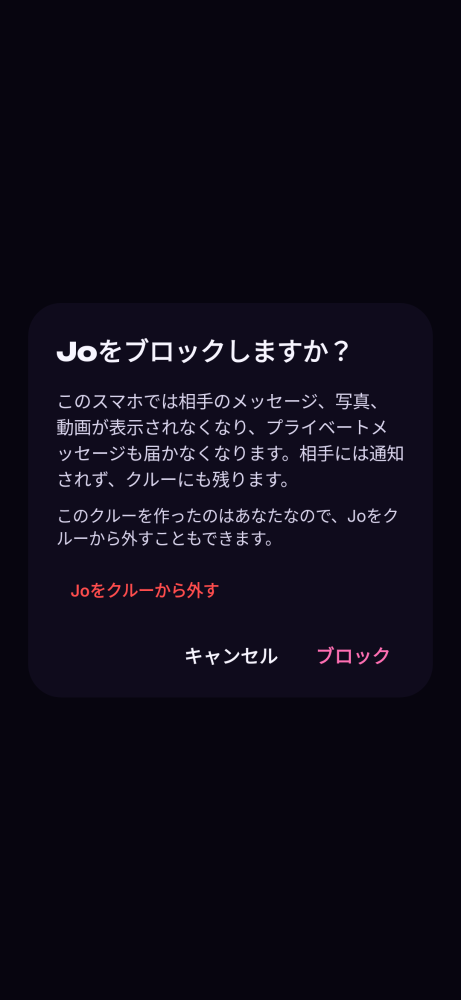 Joをブロックしますか？
このスマホでは相手のメッセージ、写真、
動画が表示されなくなり、プライベートメ
ッセージも届かなくなります。相手には通知
されず、クルーにも残ります。
このクルーを作ったのはあなたなので、Joをク
ルーから外すこともできます。
Joをクルーから外す
キャンセル
ブロック